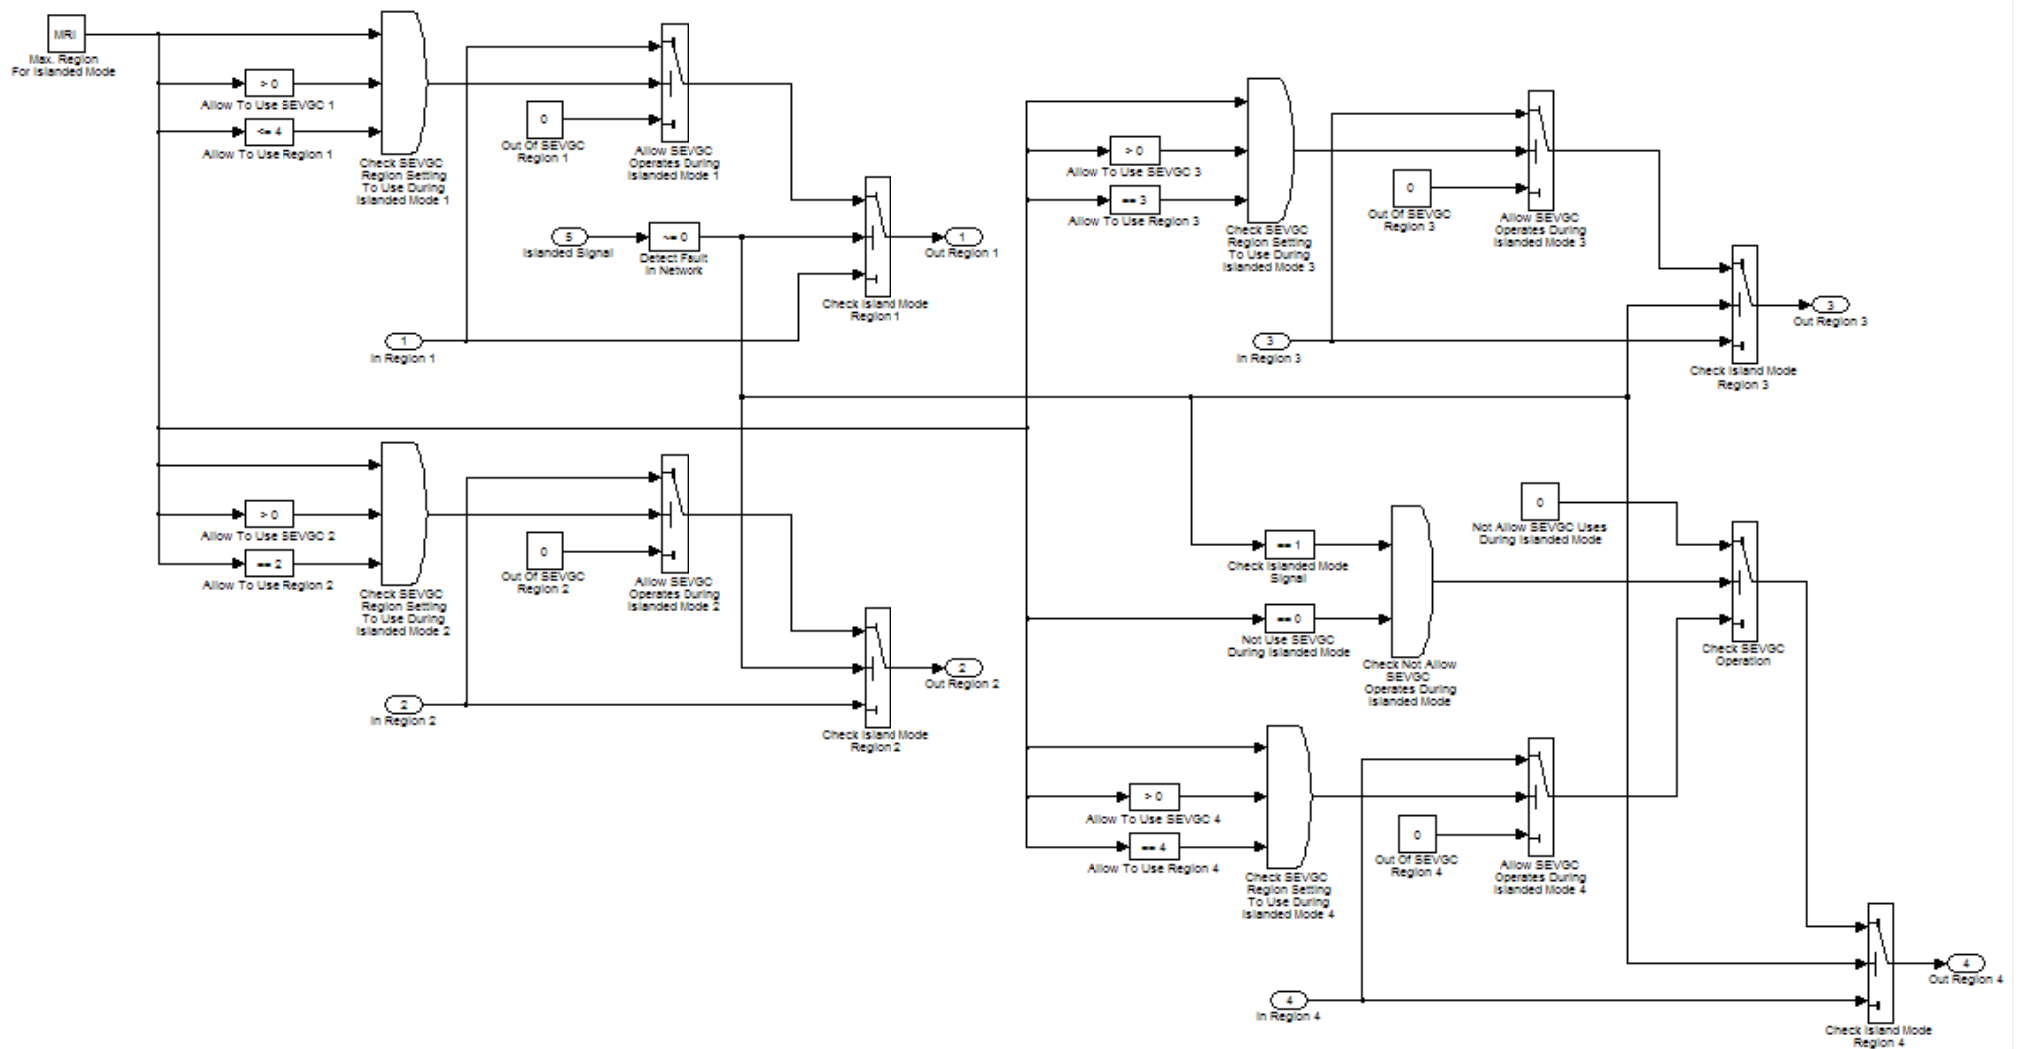 MRI
Max. Region
For Islanded Mode
> 0
Allow To Use SEVGC 1
<= 4
Allow To Use Region 1
Check SEVGC
Region Setting
To Use During
Islanded Mode 1
0
Out Of SEVGC
Region 1
Allow SEVGC
Operates During
Islanded Mode 1
5
Islanded Signal
~= 0
Detect Fault
In Network
1
Out Region 1
Check Island Mode
Region 1
1
In Region 1
> 0
Allow To Use SEVGC 2
== 2
Allow To Use Region 2
Check SEVGC
Region Setting
To Use During
Islanded Mode 2
0
Out Of SEVGC
Region 2
Allow SEVGC
Operates During
Islanded Mode 2
2
Out Region 2
Check Island Mode
Region 2
2
In Region 2
> 0
Allow To Use SEVGC 3
== 3
Allow To Use Region 3
Check SEVGC
Region Setting
To Use During
Islanded Mode 3
0
Out Of SEVGC
Region 3
Allow SEVGC
Operates During
Islanded Mode 3
3
Out Region 3
Check Island Mode
Region 3
3
In Region 3
0
Not Allow SEVGC Uses
During Islanded Mode
== 1
Check Islanded Mode
Signal
== 0
Not Use SEVGC
During Islanded Mode
Check Not Allow
SEVGC
Operates During
Islanded Mode
Check SEVGC
Operation
> 0
Allow To Use SEVGC 4
== 4
Allow To Use Region 4
Check SEVGC
Region Setting
To Use During
Islanded Mode 4
0
Out Of SEVGC
Region 4
Allow SEVGC
Operates During
Islanded Mode 4
4
Out Region 4
4
In Region 4
Check Island Mode
Region 4